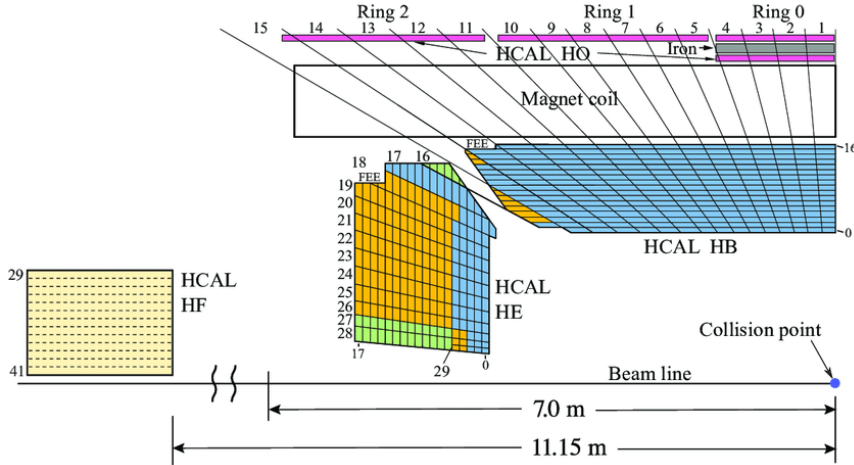 Ring 2 Ring 1 Ring 0
15 14 13 12 11 10 9 8 7 6 5 4 3 2 1
HCAL HO Iron
Magnet coil
FEE 16
18 17 16
FEE
19
20
21
22
23
24
25
26
27
28
17 29 0
0
HCAL HB
HCAL
HE
29 HCAL
HF
41
Collision point
Beam line
7.0 m
11.15 m